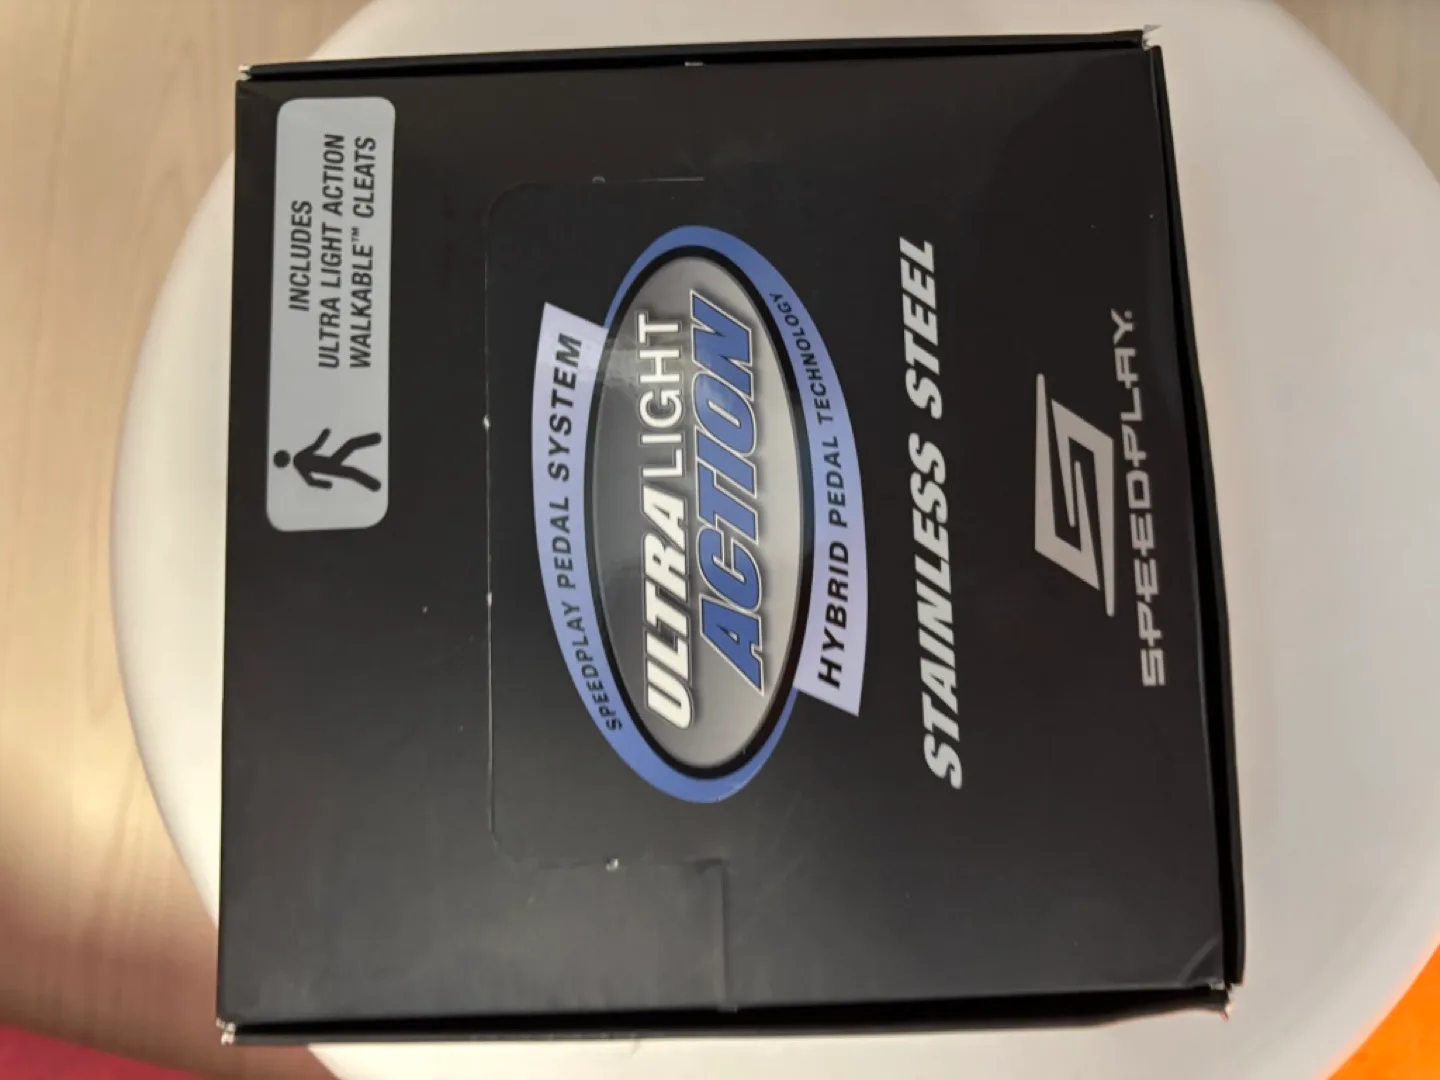 INCLUDES
ULTRA LIGHT ACTION
WALKABLE™ CLEATS
SPEEDPLAY PEDAL SYSTEM
ULTRA LIGHT
ACTION
HYBRID PEDAL TECHNOLOGY
STAINLESS STEEL
SPEEDPLAY.